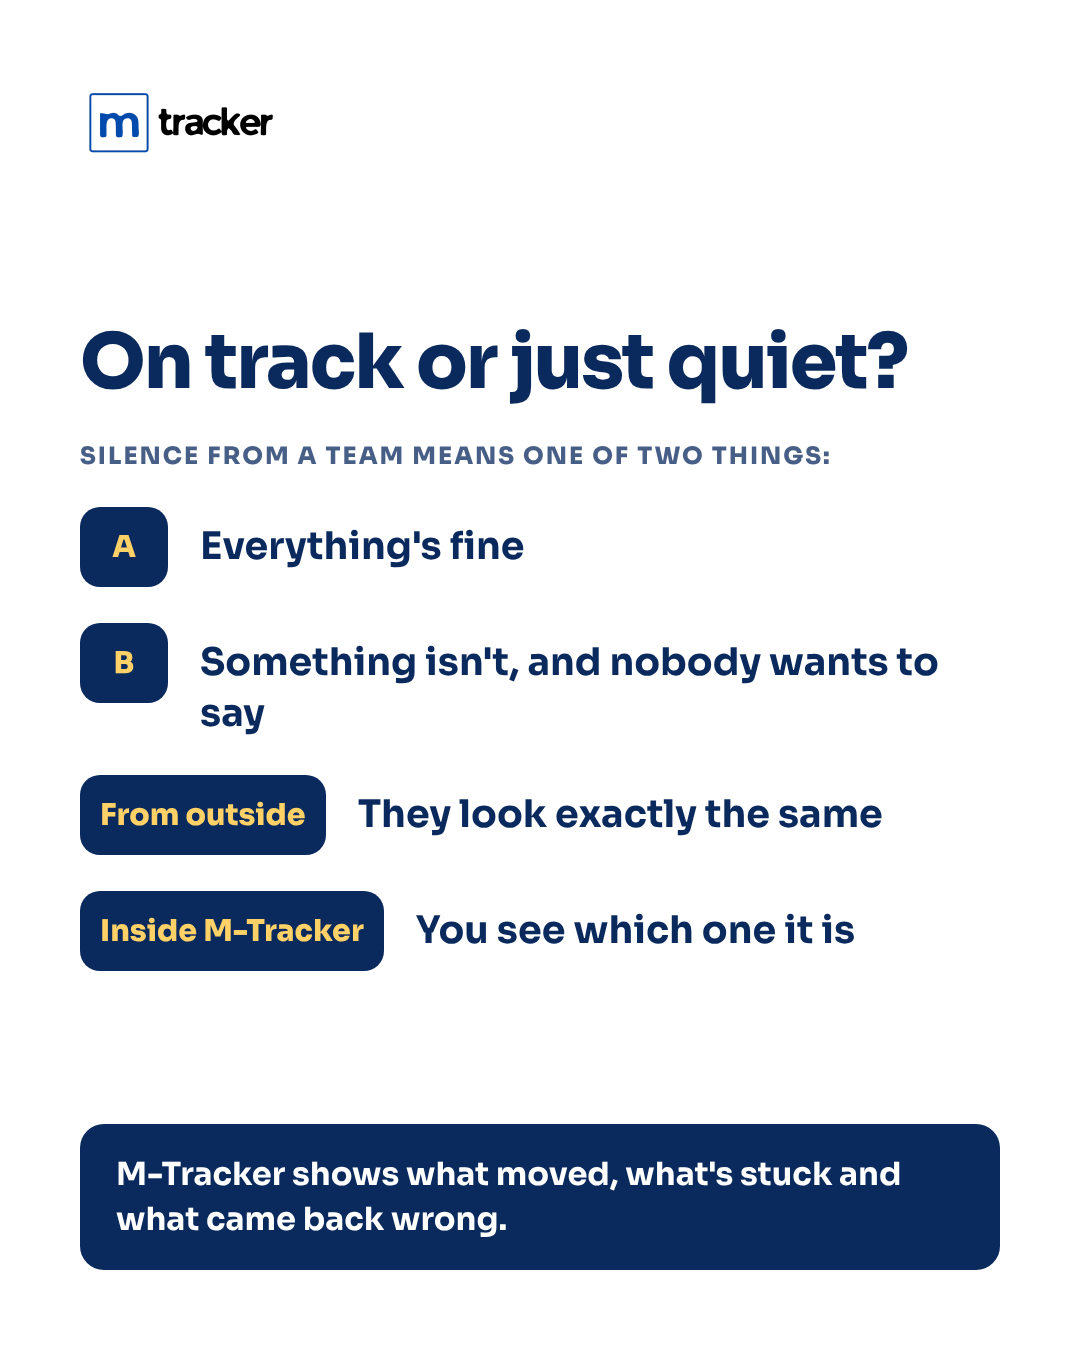 m tracker
On track or just quiet?
SILENCE FROM A TEAM MEANS ONE OF TWO THINGS:
A Everything's fine
B Something isn't, and nobody wants to
say
From outside They look exactly the same
Inside M-Tracker You see which one it is
M-Tracker shows what moved, what's stuck and
what came back wrong.